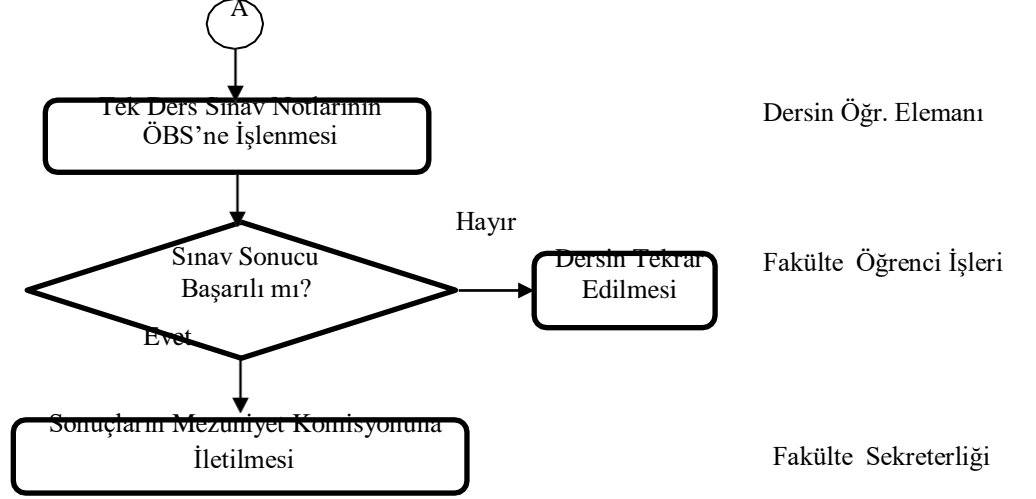 A
Tek Ders Sınav Notlarının
ÖBS’ne İşlenmesi
Dersin Öğr. Elemanı
Hayır
Sınav Sonucu
Başarılı mı?
Dersin Tekrar
Edilmesi
Fakülte Öğrenci İşleri
Evet
Sonuçların Mezuniyet Komisyonuna
İletilmesi
Fakülte Sekreterliği